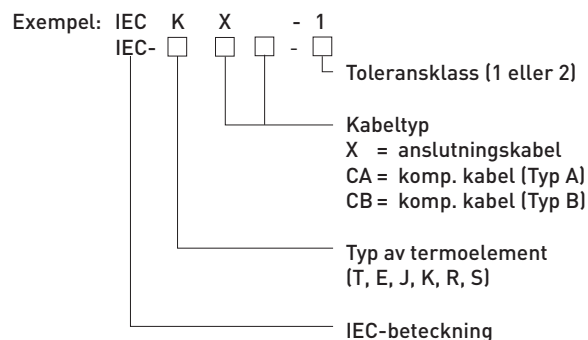 Exempel: IEC K X - 1
IEC- -
Toleransklass (1 eller 2)
Kabeltyp
X = anslutningskabel
CA = komp. kabel (Typ A)
CB = komp. kabel (Typ B)
Typ av termoelement
(T, E, J, K, R, S)
IEC-beteckning